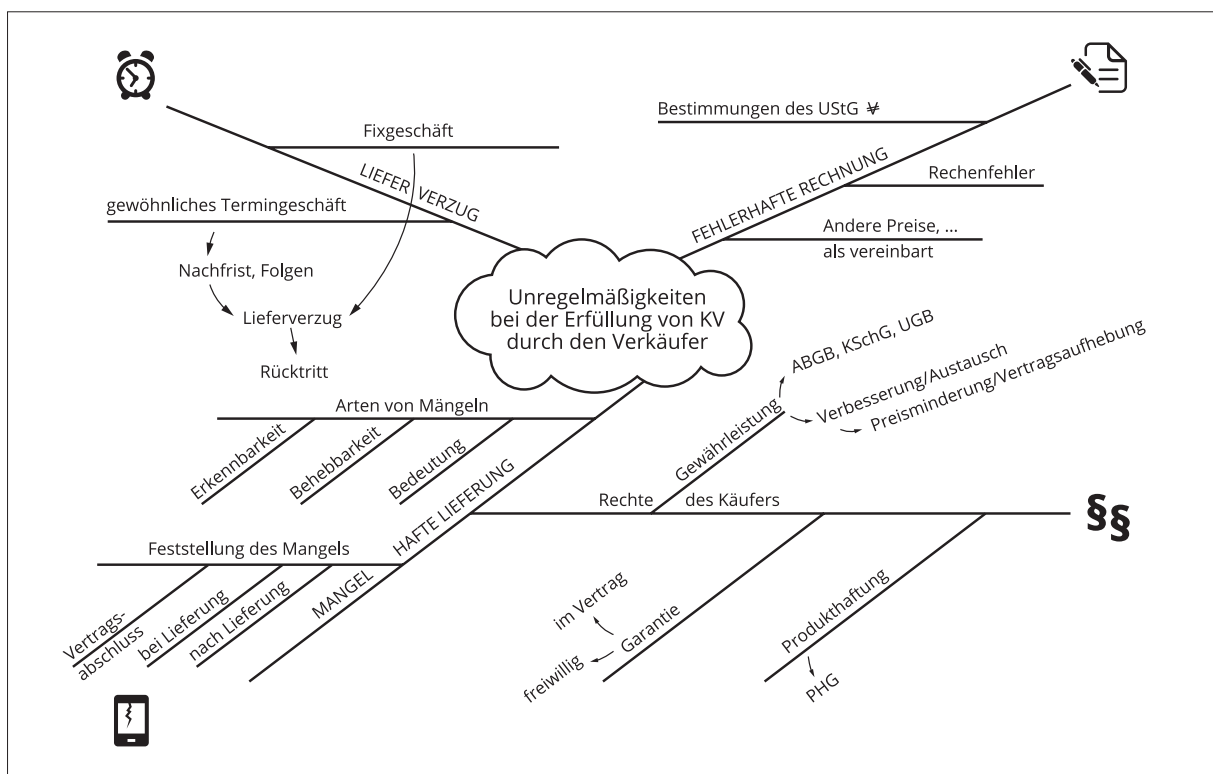 Bestimmungen des UStG
Fixgeschäft
LIEFER VERZUG
FEHLERHAFTE RECHNUNG
Rechenfehler
gewöhnliches Termingeschäft
Andere Preise, ...
als vereinbart
Nachfrist, Folgen
Lieferverzug
Rücktritt
Unregelmäßigkeiten
bei der Erfüllung von KV
durch den Verkäufer
ABGB, KSchG, UGB
Verbesserung/Austausch
Preisminderung/Vertragsaufhebung
Gewährleistung
Arten von Mängeln
Erkennbarkeit
Behebbarkeit
Bedeutung
MANGEL HAFTE LIEFERUNG
Rechte des Käufers
§§
Feststellung des Mangels
Vertrags-
abschluss
bei Lieferung
nach Lieferung
im Vertrag
freiwillig
Garantie
Produkthaftung
PHG